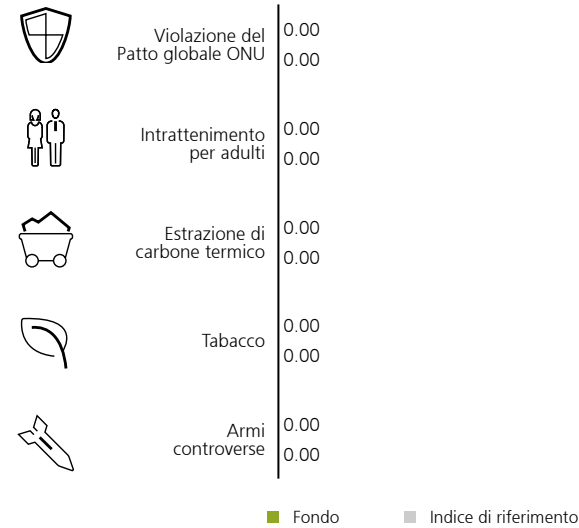 Violazione del
Patto globale ONU
0.00
0.00
Intrattenimento
per adulti
0.00
0.00
Estrazione di
carbone termico
0.00
0.00
Tabacco
0.00
0.00
Armi
controverse
0.00
0.00
Fondo
Indice di riferimento